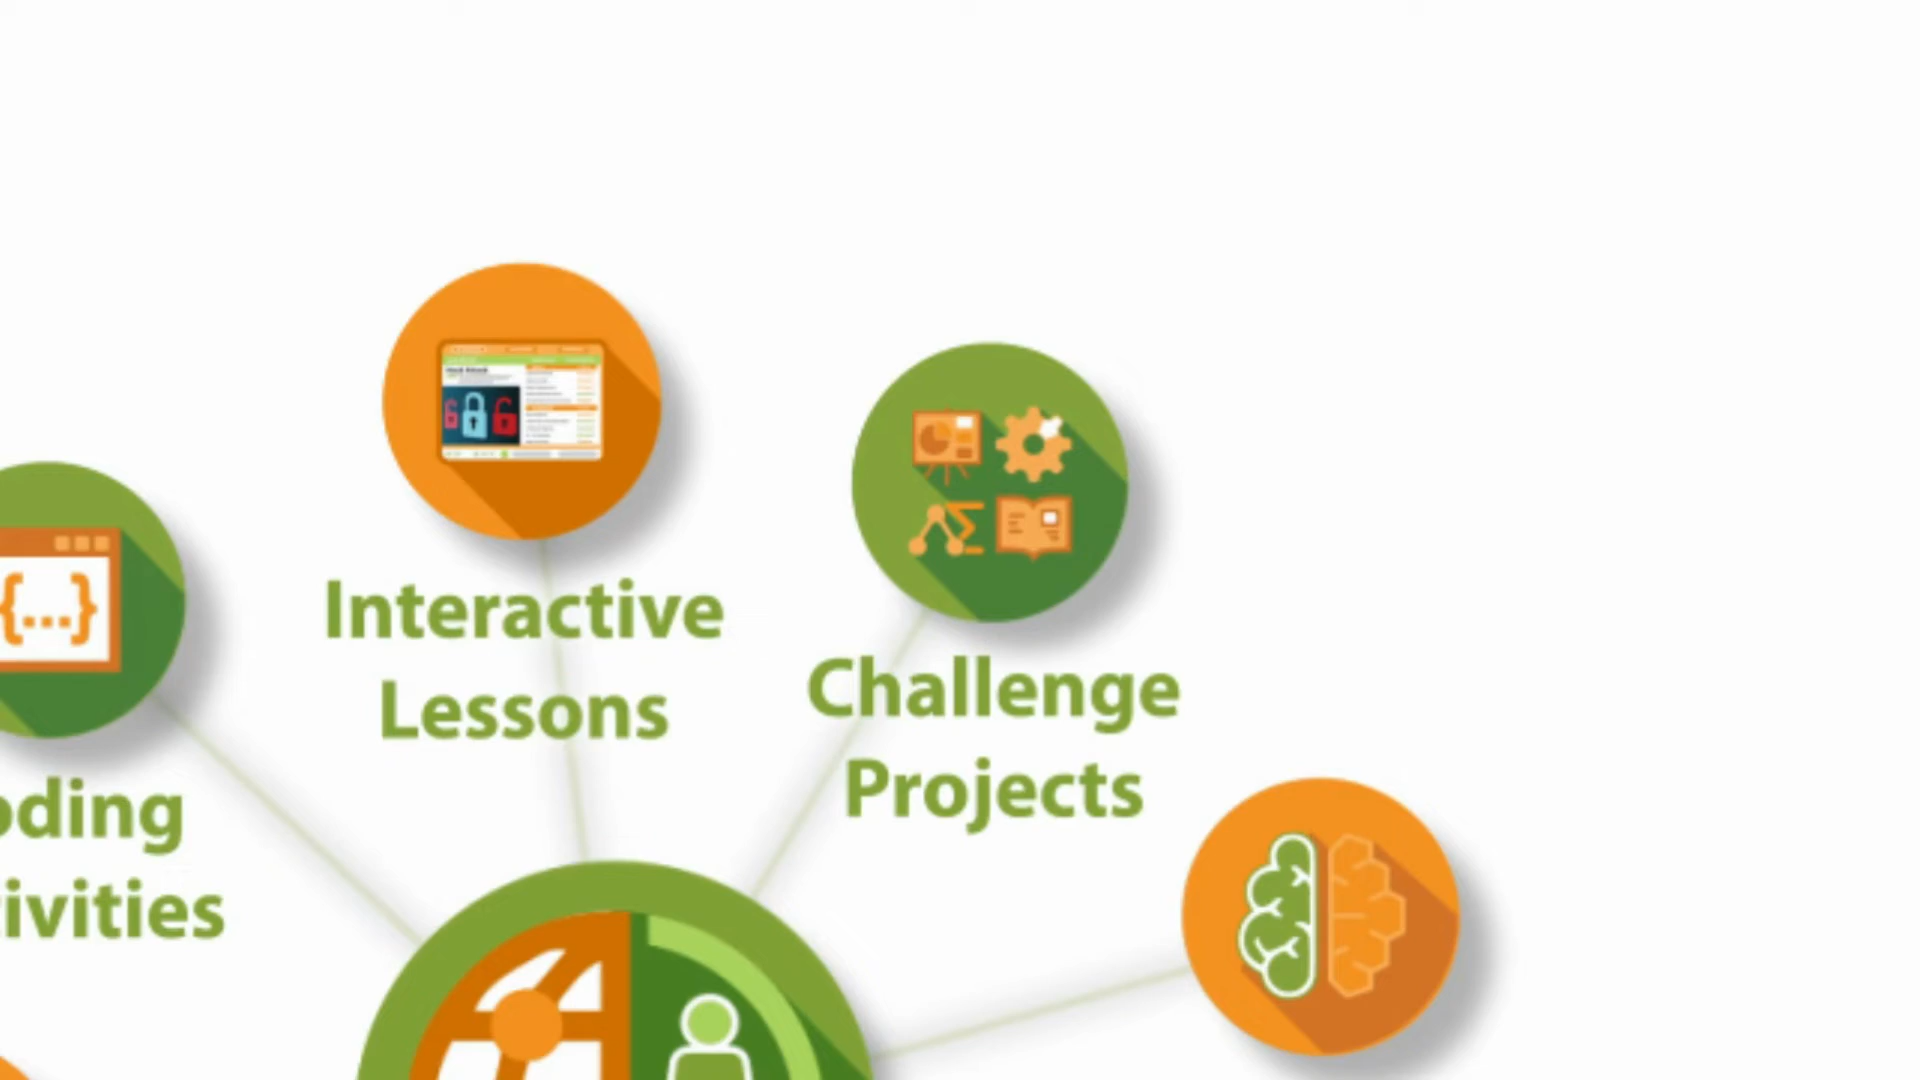 Interactive
Lessons
Challenge
Projects
{...}
oding
ivities